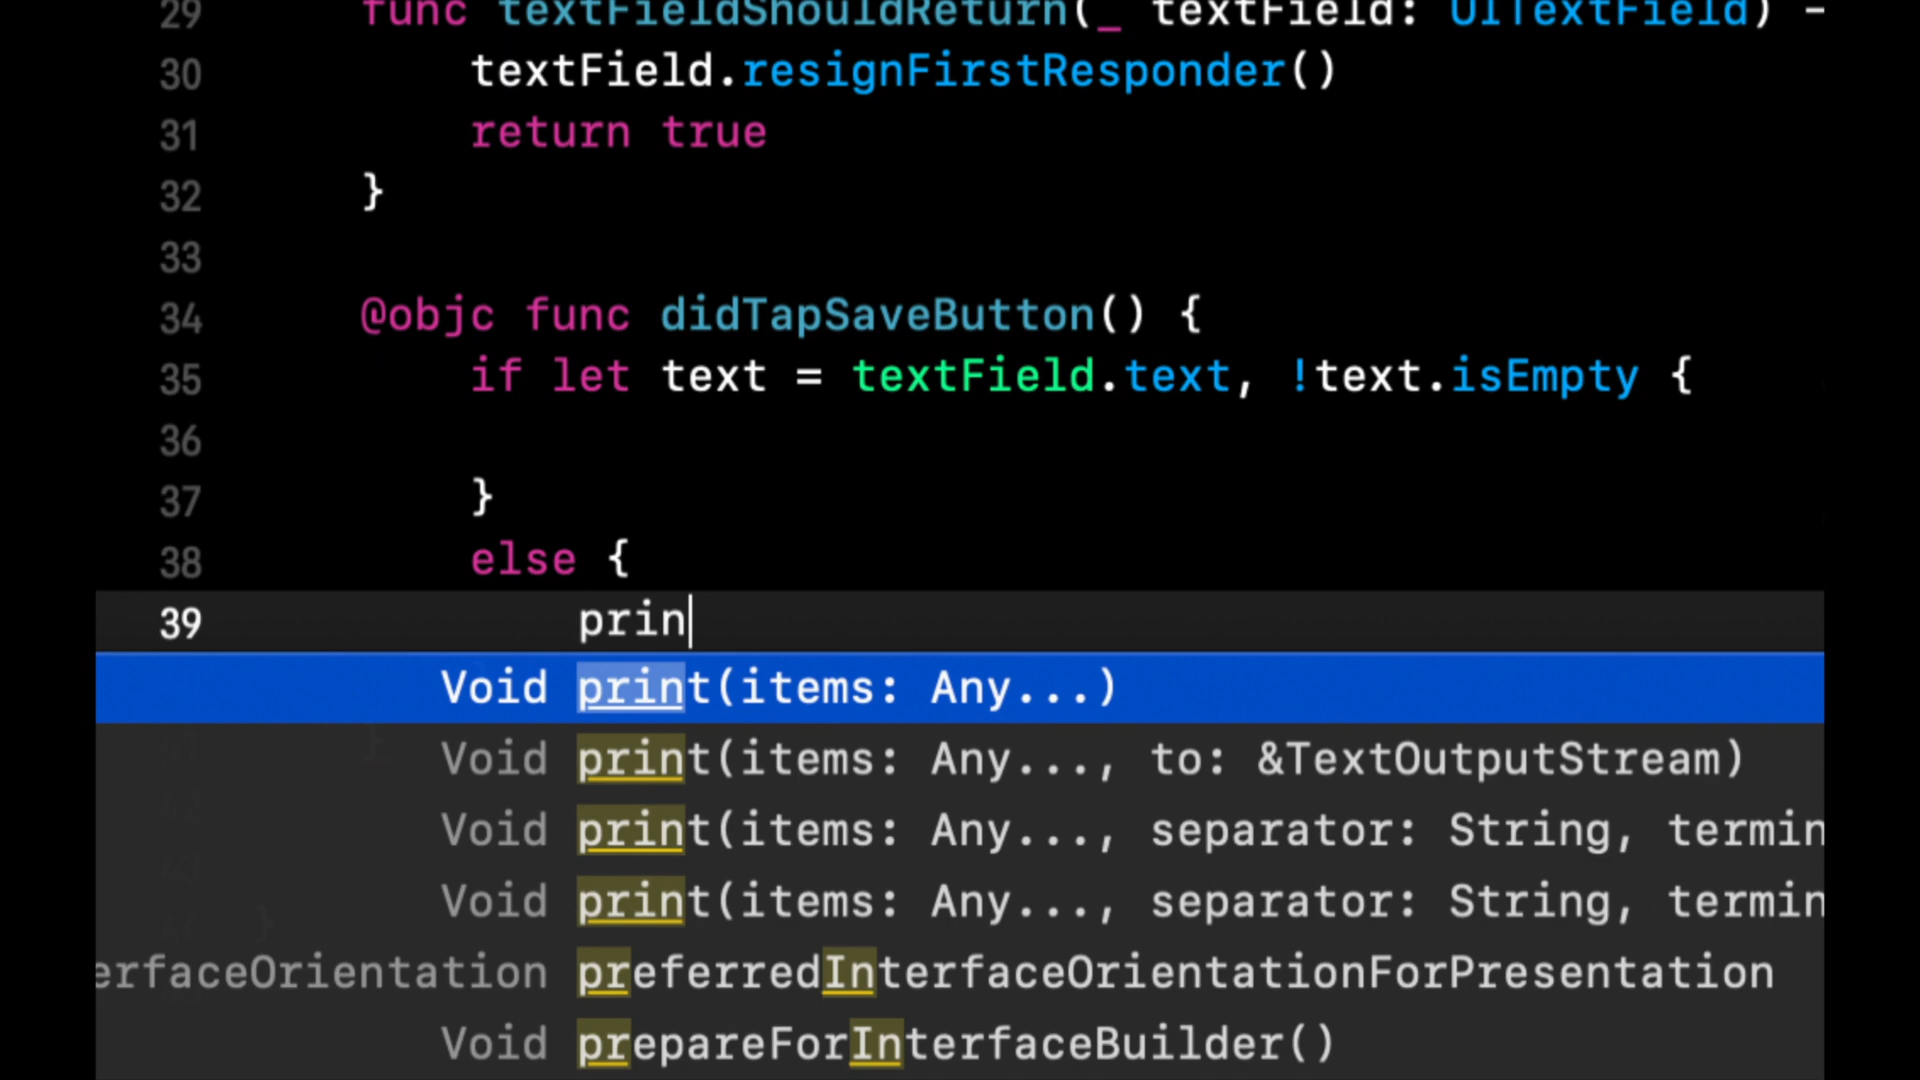 29 func textFieldShouldReturn(_ textField: UITextField) -
30 textField.resignFirstResponder()
31 return true
32 }
33
34 @objc func didTapSaveButton() {
35 if let text = textField.text, !text.isEmpty {
36
37 }
38 else {
39 prin
Void print(items: Any...)
Void print(items: Any..., to: &TextOutputStream)
Void print(items: Any..., separator: String, termin
Void print(items: Any..., separator: String, termin
erfaceOrientation preferredInterfaceOrientationForPresentation
Void prepareForInterfaceBuilder()